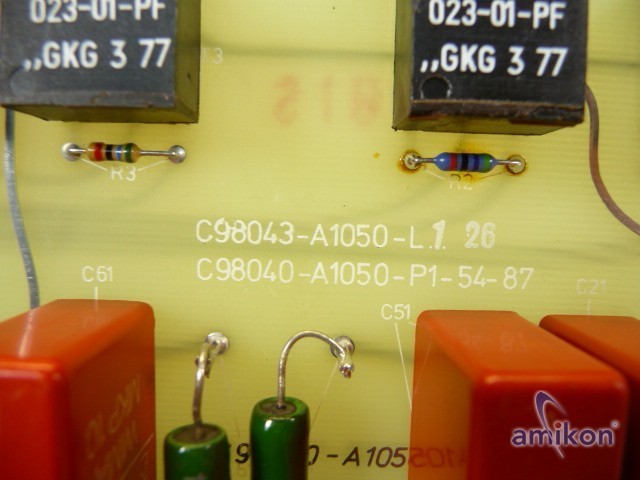 023-01-PF
„GKG 3 77
023-01-PF
„GKG 3 77
R3
R2
C98043-A1050-L.1 26
C98040-A1050-P1-54-87
C61
C51
C21
MKP10
amikon